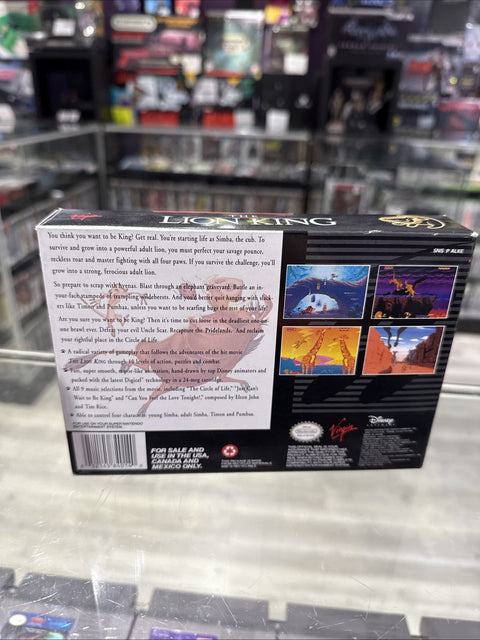 THE
LION KING
SNS-P-ALKE
You think you want to be King? Get real. You're starting life as Simba, the cub. To
survive and grow into a powerful adult lion, you must perfect your savage pounce,
reckless roar and master fighting with all four paws. If you survive the challenge, you'll
grow into a strong, ferocious adult lion.
So prepare to scrap with hyenas. Blast through an elephant graveyard. Battle an in-
your-face stampede of trampling wildebeests. And you'd better quit hanging with slick-
ers like Timon and Pumbaa, unless you want to be scarfing bugs the rest of your life.
Are you sure you want to be King? Then it's time to cut loose in the deadliest one-on-
one brawl ever. Defeat your evil Uncle Scar. Recapture the Pridelands. And reclaim
your rightful place in the Circle of Life.
A radical variety of gameplay that follows the adventures of the hit movie
THE LION KING through 10 levels of action, puzzles and combat.
Fun, super smooth, movie-like animation, hand-drawn by top Disney animators and
packed with the latest Digicel technology in a 24-meg cartridge.
All 9 music selections from the movie, including "The Circle of Life," "Just Can't
Wait to be King" and "Can You Feel the Love Tonight," composed by Elton John
and Tim Rice.
Able to control four characters: young Simba, adult Simba, Timon and Pumbaa.
FOR USE ON YOUR SUPER NINTENDO
ENTERTAINMENT SYSTEM.
FOR SALE AND
USE IN THE USA,
CANADA AND
MEXICO ONLY.
Virgin
Disney
SOFTWARE